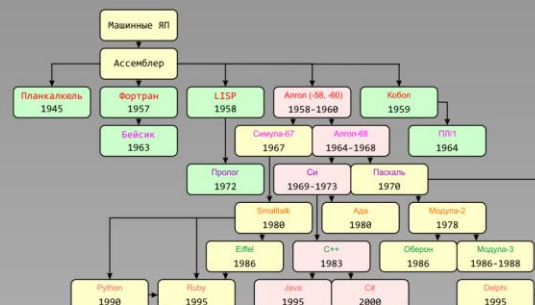 Машинные ЯП
Ассемблер
Планкалкюль
1945
Фортран
1957
LISP
1958
Алгол (-58, -60)
1958-1960
Кобол
1959
Бейсик
1963
Симула-67
1967
Алгол-68
1964-1968
ПЛ/1
1964
Пролог
1972
Си
1969-1973
Паскаль
1970
Smalltalk
1980
Ада
1980
Модула-2
1978
Eiffel
1986
C++
1983
Оберон
1986
Модула-3
1986-1988
Python
1990
Ruby
1995
Java
1995
C#
2000
Delphi
1995